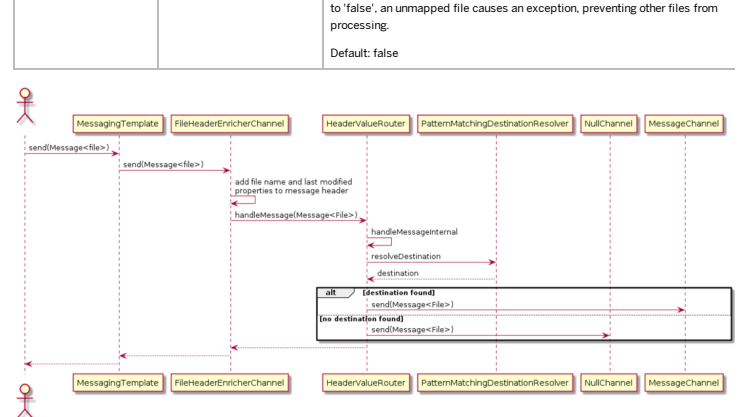 to 'false', an unmapped file causes an exception, preventing other files from
processing.
Default: false
MessagingTemplate FileHeaderEnricherChannel HeaderValueRouter PatternMatchingDestinationResolver NullChannel MessageChannel
send(Message<file>)
send(Message<file>)
add file name and last modified
properties to message header
handleMessage(Message<File>)
handleMessageInternal
resolveDestination
destination
alt [destination found]
send(Message<File>)
[no destination found]
send(Message<File>)
MessagingTemplate FileHeaderEnricherChannel HeaderValueRouter PatternMatchingDestinationResolver NullChannel MessageChannel